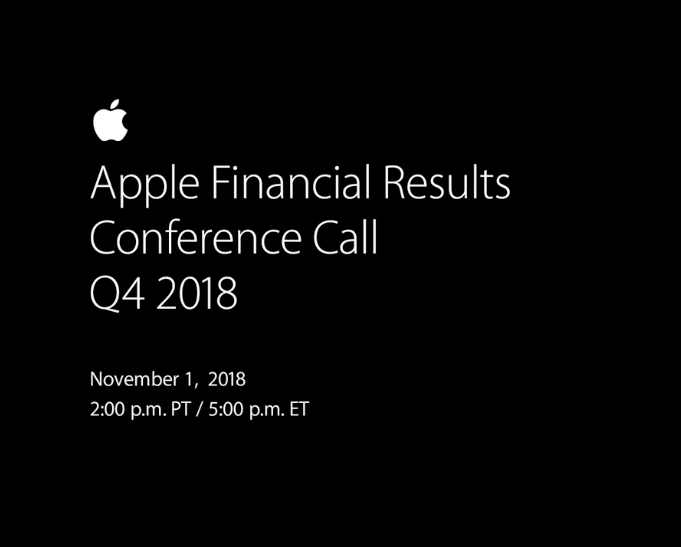 Apple Financial Results
Conference Call
Q4 2018
November 1,  2018
2:00 p.m. PT / 5:00 p.m. ET